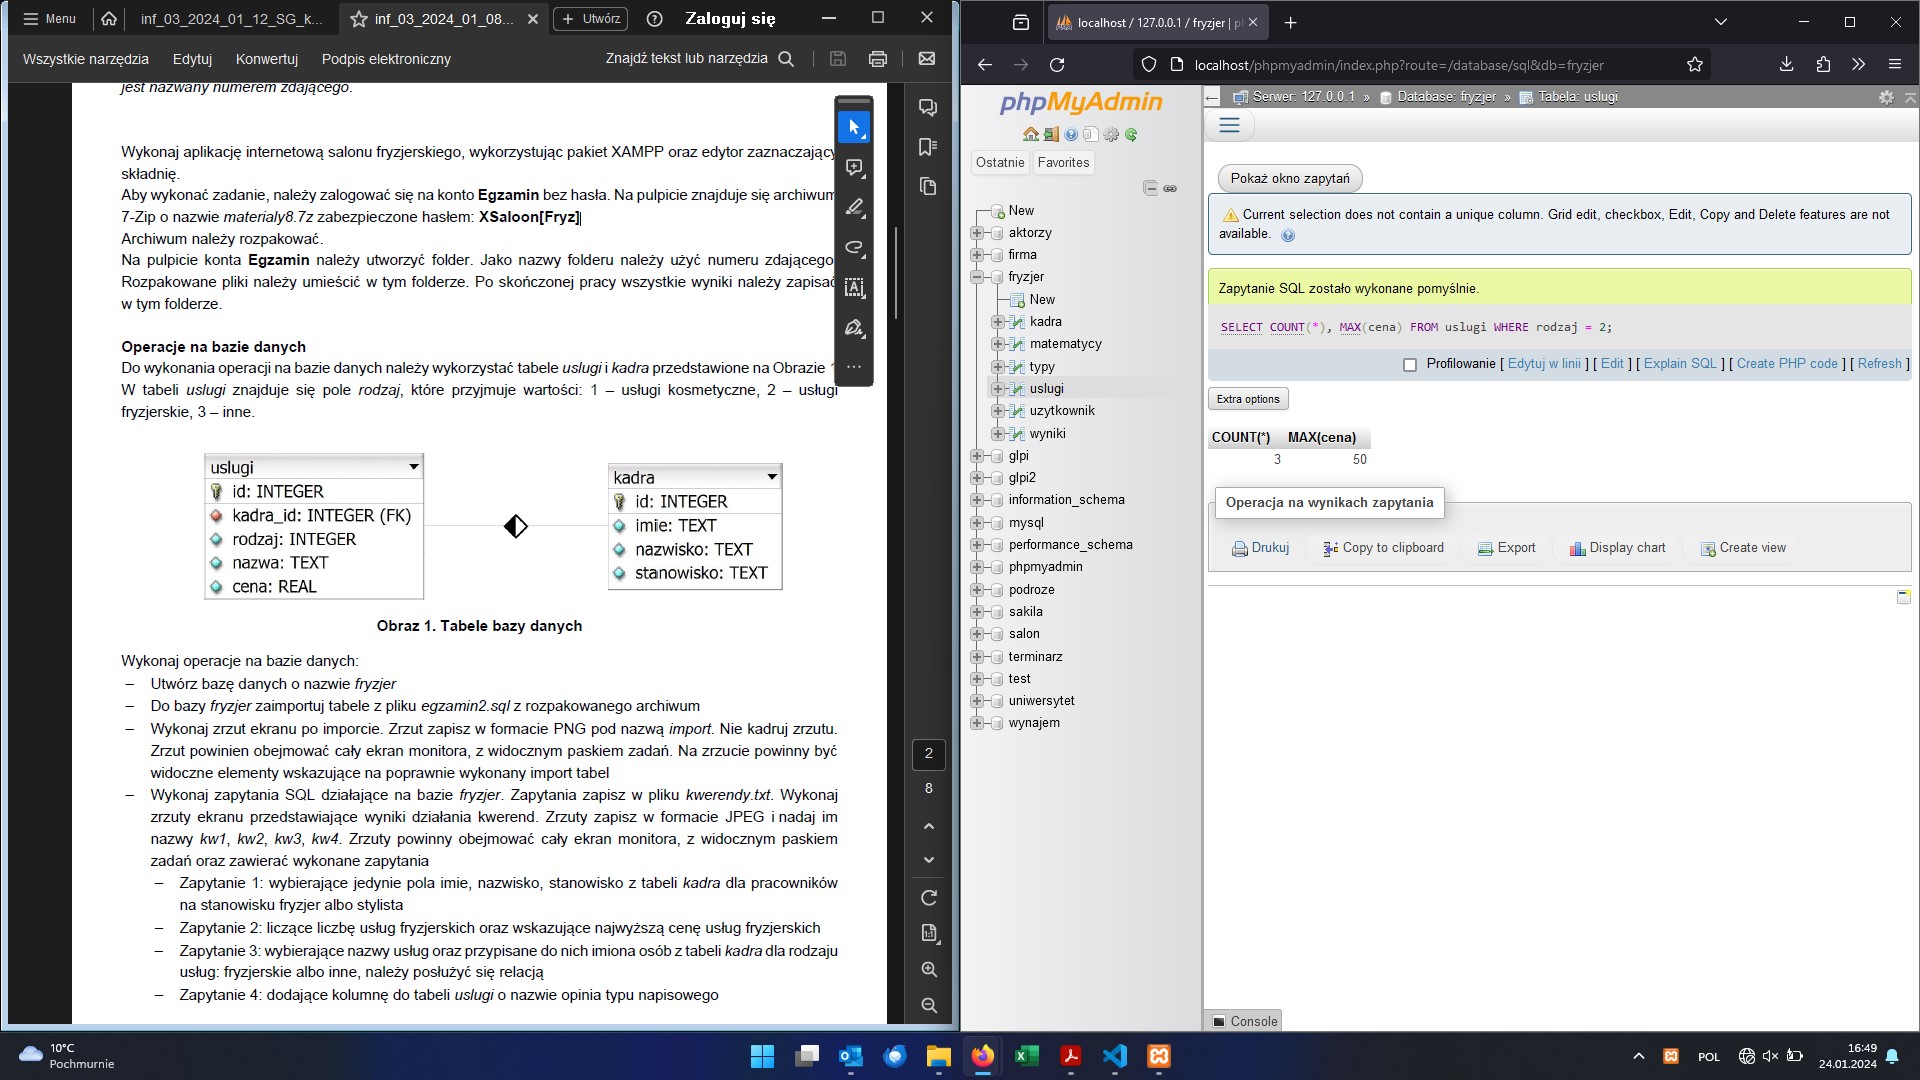 Menu
inf_03_2024_01_12_SG_k...
inf_03_2024_01_08...
Utwórz
Zaloguj się
Wszystkie narzędzia
Edytuj
Konwertuj
Podpis elektroniczny
Znajdź tekst lub narzędzia
jest nazwany numerem zdającego.
Wykonaj aplikację internetową salonu fryzjerskiego, wykorzystując pakiet XAMPP oraz edytor zaznaczający
składnię.
Aby wykonać zadanie, należy zalogować się na konto Egzamin bez hasła. Na pulpicie znajduje się archiwum
7-Zip o nazwie materialy8.7z zabezpieczone hasłem: XSaloon[Fryz]
Archiwum należy rozpakować.
Na pulpicie konta Egzamin należy utworzyć folder. Jako nazwy folderu należy użyć numeru zdającego
Rozpakowane pliki należy umieścić w tym folderze. Po skończonej pracy wszystkie wyniki należy zapisać
w tym folderze.
Operacje na bazie danych
Do wykonania operacji na bazie danych należy wykorzystać tabele uslugi i kadra przedstawione na Obrazie 1
W tabeli uslugi znajduje się pole rodzaj, które przyjmuje wartości: 1 – usługi kosmetyczne, 2 – usługi
fryzjerskie, 3 – inne.
uslugi
id: INTEGER
kadra_id: INTEGER (FK)
rodzaj: INTEGER
nazwa: TEXT
cena: REAL
kadra
id: INTEGER
imie: TEXT
nazwisko: TEXT
stanowisko: TEXT
Obraz 1. Tabele bazy danych
Wykonaj operacje na bazie danych:
– Utwórz bazę danych o nazwie fryzjer
– Do bazy fryzjer zaimportuj tabele z pliku egzamin2.sql z rozpakowanego archiwum
– Wykonaj zrzut ekranu po imporcie. Zrzut zapisz w formacie PNG pod nazwą import. Nie kadruj zrzutu.
Zrzut powinien obejmować cały ekran monitora, z widocznym paskiem zadań. Na zrzucie powinny być
widoczne elementy wskazujące na poprawnie wykonany import tabel
– Wykonaj zapytania SQL działające na bazie fryzjer. Zapytania zapisz w pliku kwerendy.txt. Wykonaj
zrzuty ekranu przedstawiające wyniki działania kwerend. Zrzuty zapisz w formacie JPEG i nadaj im
nazwy kw1, kw2, kw3, kw4. Zrzuty powinny obejmować cały ekran monitora, z widocznym paskiem
zadań oraz zawierać wykonane zapytania
– Zapytanie 1: wybierające jedynie pola imie, nazwisko, stanowisko z tabeli kadra dla pracowników
na stanowisku fryzjer albo stylista
– Zapytanie 2: liczące liczbę usług fryzjerskich oraz wskazujące najwyższą cenę usług fryzjerskich
– Zapytanie 3: wybierające nazwy usług oraz przypisane do nich imiona osób z tabeli kadra dla rodzaju
usług: fryzjerskie albo inne, należy posłużyć się relacją
– Zapytanie 4: dodające kolumnę do tabeli uslugi o nazwie opinia typu napisowego
2
8
1:1
localhost / 127.0.0.1 / fryzjer | p
localhost/phpmyadmin/index.php?route=/database/sql&db=fryzjer
phpMyAdmin
Ostatnie
Favorites
New
aktorzy
firma
fryzjer
New
kadra
matematycy
typy
uslugi
uzytkownik
wyniki
glpi
glpi2
information_schema
mysql
performance_schema
phpmyadmin
podroze
sakila
salon
terminarz
test
uniwersytet
wynajem
Serwer: 127.0.0.1 » Database: fryzjer » Tabela: uslugi
Pokaż okno zapytań
Current selection does not contain a unique column. Grid edit, checkbox, Edit, Copy and Delete features are not
available.
Zapytanie SQL zostało wykonane pomyślnie.
SELECT COUNT(*), MAX(cena) FROM uslugi WHERE rodzaj = 2;
Profilowanie [ Edytuj w linii ] [ Edit ] [ Explain SQL ] [ Create PHP code ] [ Refresh ]
Extra options
COUNT(*) MAX(cena)
3 50
Operacja na wynikach zapytania
Drukuj
Copy to clipboard
Export
Display chart
Create view
Console
10°C
Pochmurnie
POL
16:49
24.01.2024